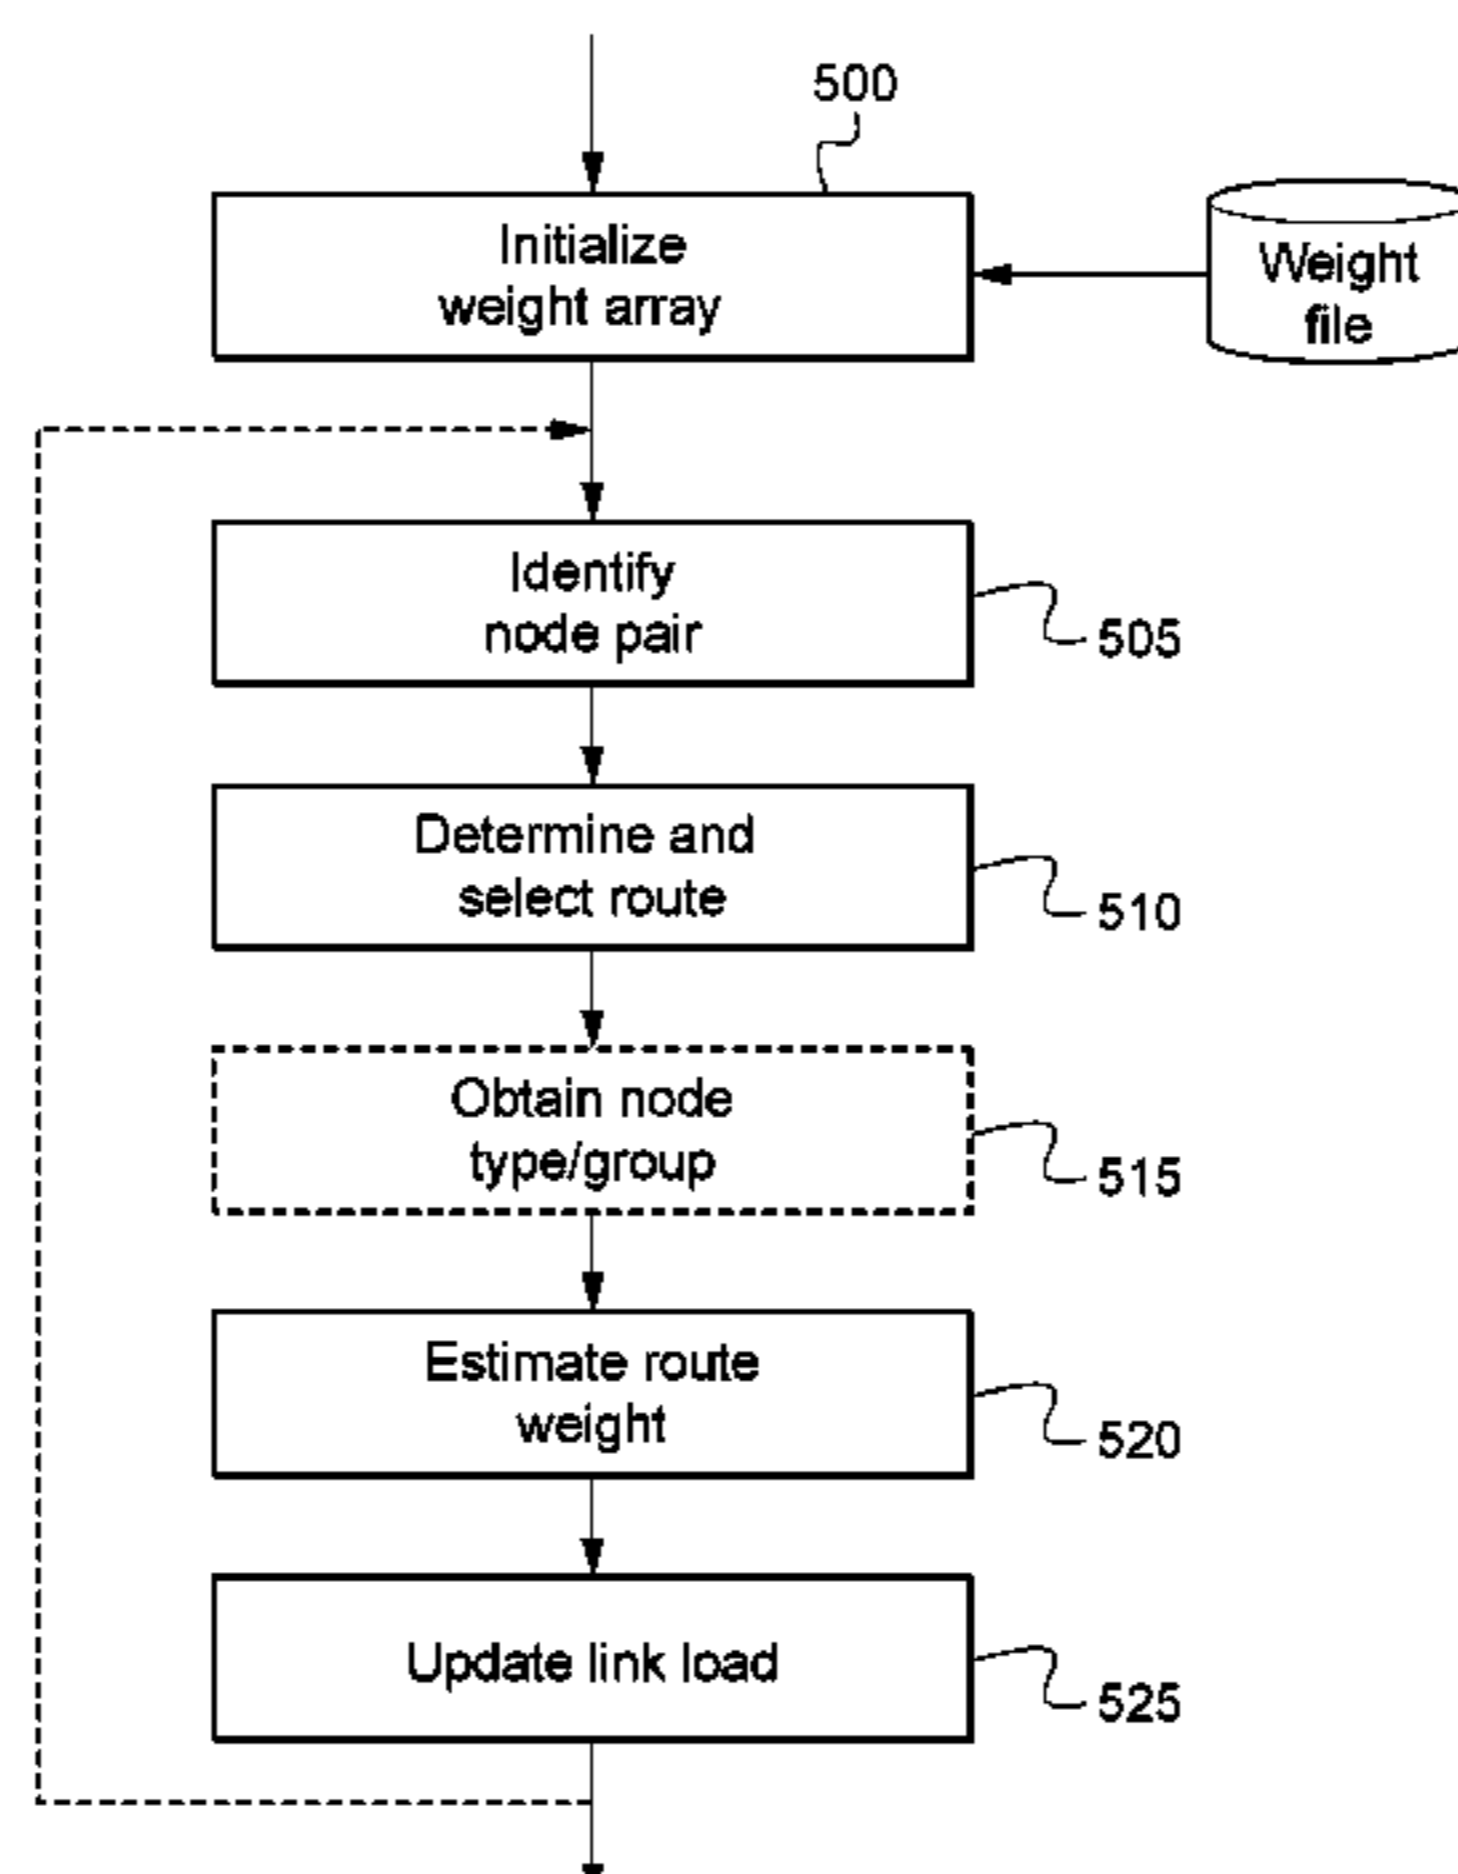 500
Initialize
weight array
Weight
file
Identify
node pair
505
Determine and
select route
510
Obtain node
type/group
515
Estimate route
weight
520
Update link load
525